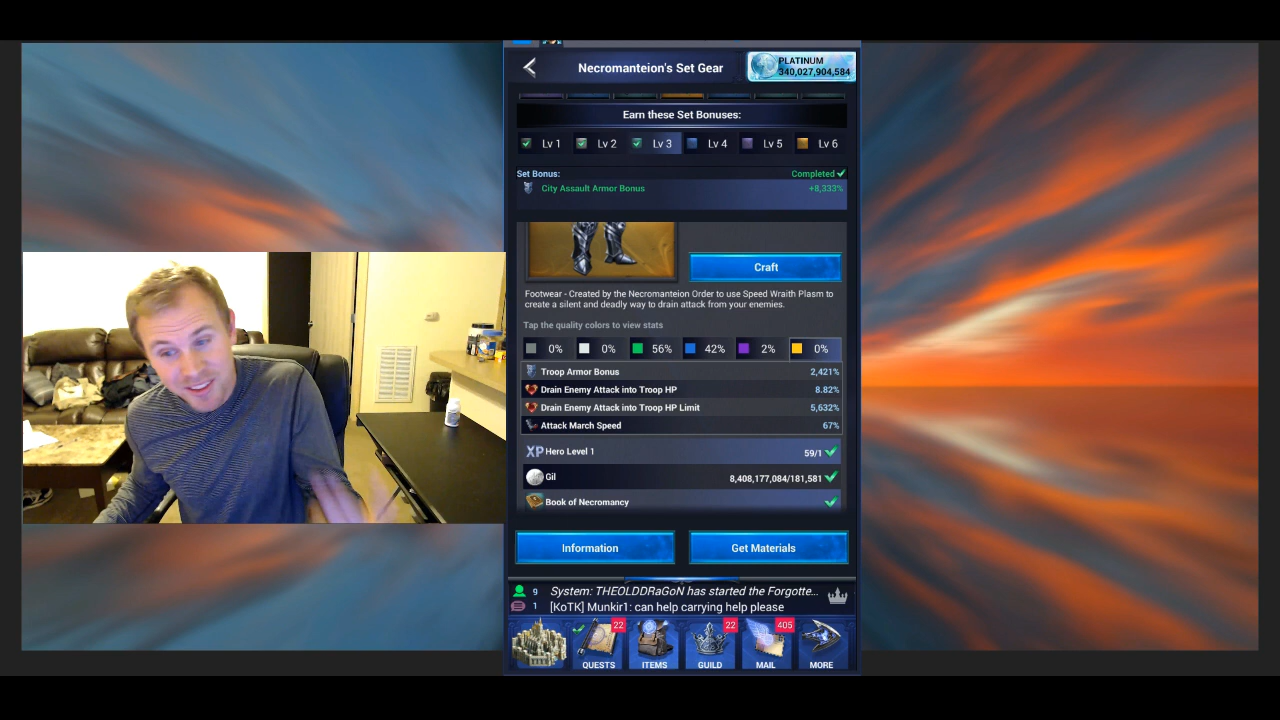 Necromanteion's Set Gear
PLATINUM
340,027,904,584
Earn these Set Bonuses:
Lv 1 Lv 2 Lv 3 Lv 4 Lv 5 Lv 6
Set Bonus: Completed
City Assault Armor Bonus +8,333%
Craft
Footwear - Created by the Necromanteion Order to use Speed Wraith Plasm to
create a silent and deadly way to drain attack from your enemies.
Tap the quality colors to view stats
0% 0% 56% 42% 2% 0%
Troop Armor Bonus 2,421%
Drain Enemy Attack into Troop HP 8.82%
Drain Enemy Attack into Troop HP Limit 5,632%
Attack March Speed 67%
XP Hero Level 1 59/1
Gil 8,408,177,084/181,581
Book of Necromancy
Information Get Materials
9 System: THEOLDDRaGoN has started the Forgotte...
1 [KoTK] Munkir1: can help carrying help please
22 22 405
QUESTS ITEMS GUILD MAIL MORE